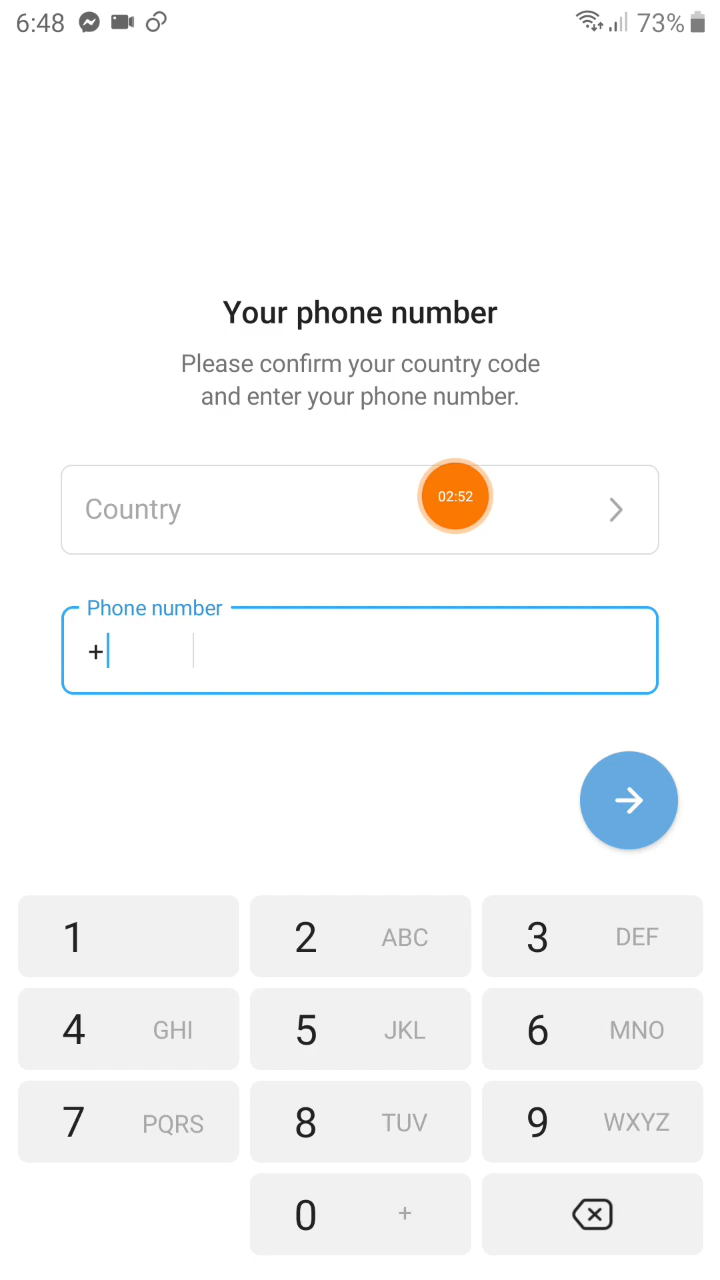 6:48 73%
Your phone number
Please confirm your country code
and enter your phone number.
Country
02:52
Phone number
+
1
2 ABC
3 DEF
4 GHI
5 JKL
6 MNO
7 PQRS
8 TUV
9 WXYZ
0 +